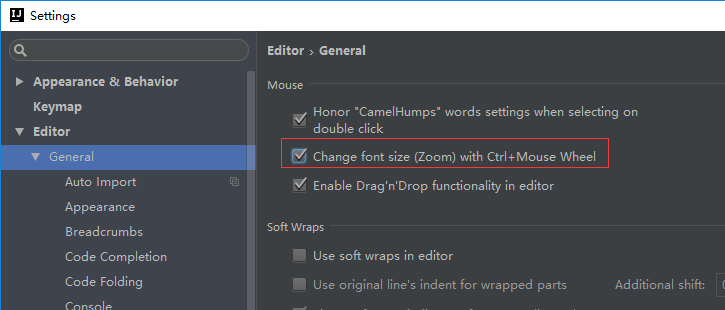 IJ Settings
Editor › General
Appearance & Behavior
Keymap
Editor
General
Auto Import
Appearance
Breadcrumbs
Code Completion
Code Folding
Console
Mouse
Honor "CamelHumps" words settings when selecting on
double click
Change font size (Zoom) with Ctrl+Mouse Wheel
Enable Drag'n'Drop functionality in editor
Soft Wraps
Use soft wraps in editor
Use original line's indent for wrapped parts
Additional shift: